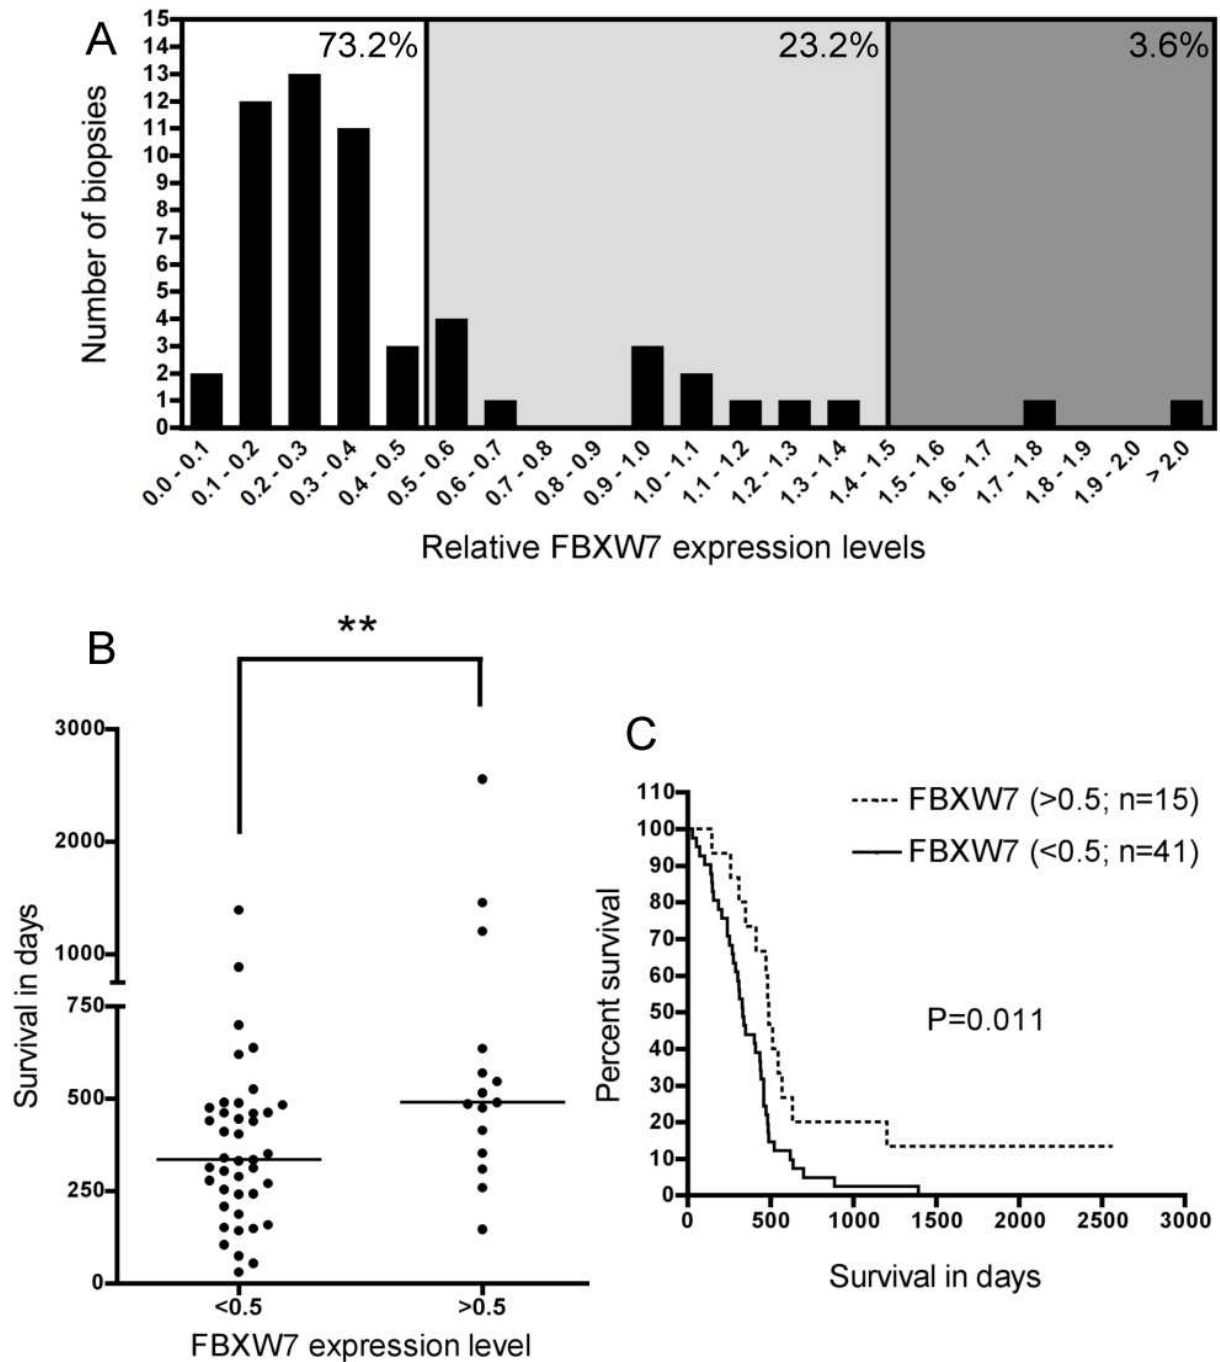 A
73.2%
23.2%
3.6%
15
14
13
12
11
10
9
8
7
6
5
4
3
2
1
0
Number of biopsies
0.0 - 0.1
0.1 - 0.2
0.2 - 0.3
0.3 - 0.4
0.4 - 0.5
0.5 - 0.6
0.6 - 0.7
0.7 - 0.8
0.8 - 0.9
0.9 - 1.0
1.0 - 1.1
1.1 - 1.2
1.2 - 1.3
1.3 - 1.4
1.4 - 1.5
1.5 - 1.6
1.6 - 1.7
1.7 - 1.8
1.8 - 1.9
1.9 - 2.0
> 2.0
Relative FBXW7 expression levels
B
**
3000
2000
1000
750
500
250
0
Survival in days
<0.5
>0.5
FBXW7 expression level
C
FBXW7 (>0.5; n=15)
FBXW7 (<0.5; n=41)
P=0.011
110
100
90
80
70
60
50
40
30
20
10
0
Percent survival
0
500
1000
1500
2000
2500
3000
Survival in days